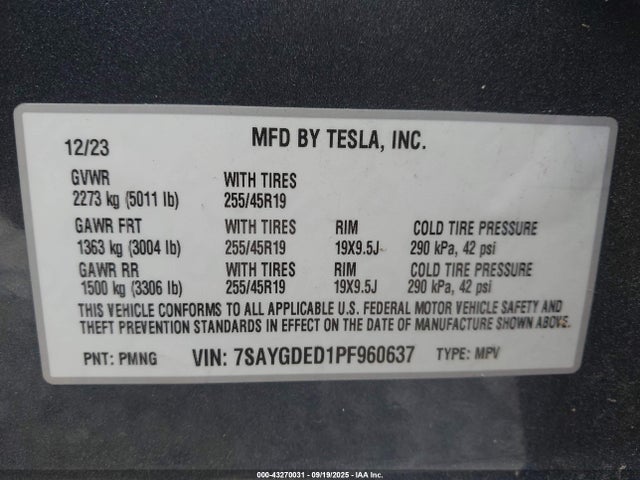 12/23 MFD BY TESLA, INC.
GVWR WITH TIRES
2273 kg (5011 lb) 255/45R19
GAWR FRT WITH TIRES RIM COLD TIRE PRESSURE
1363 kg (3004 lb) 255/45R19 19X9.5J 290 kPa, 42 psi
GAWR RR WITH TIRES RIM COLD TIRE PRESSURE
1500 kg (3306 lb) 255/45R19 19X9.5J 290 kPa, 42 psi
THIS VEHICLE CONFORMS TO ALL APPLICABLE U.S. FEDERAL MOTOR VEHICLE SAFETY AND
THEFT PREVENTION STANDARDS IN EFFECT ON THE DATE OF MANUFACTURE SHOWN ABOVE.
PNT: PMNG VIN: 7SAYGDED1PF960637 TYPE: MPV
000-43270031 - 09/19/2025 - IAA Inc.